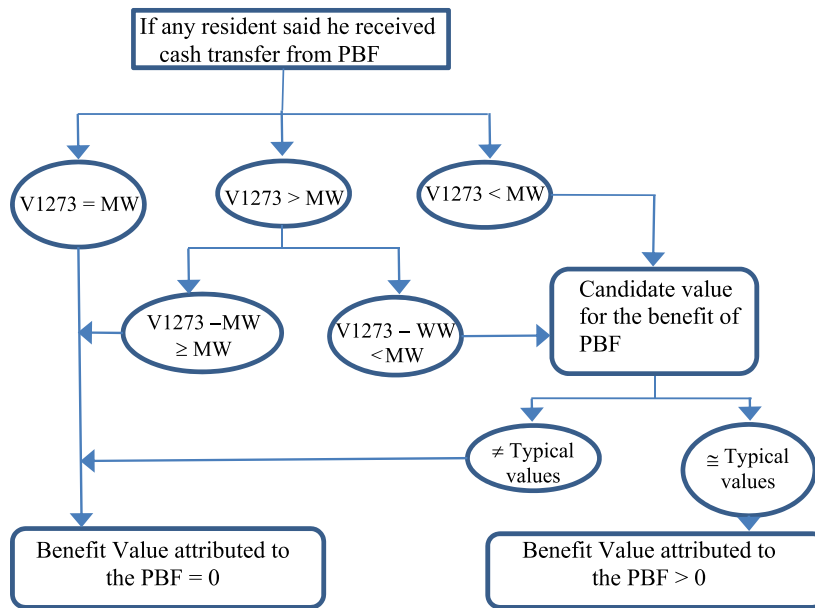 If any resident said he received
cash transfer from PBF
V1273 = MW
V1273 > MW
V1273 < MW
V1273 −MW
≥ MW
V1273 − WW
<MW
Candidate value
for the benefit of
PBF
≠ Typical
values
≅ Typical
values
Benefit Value attributed to
the PBF = 0
Benefit Value attributed to
the PBF > 0